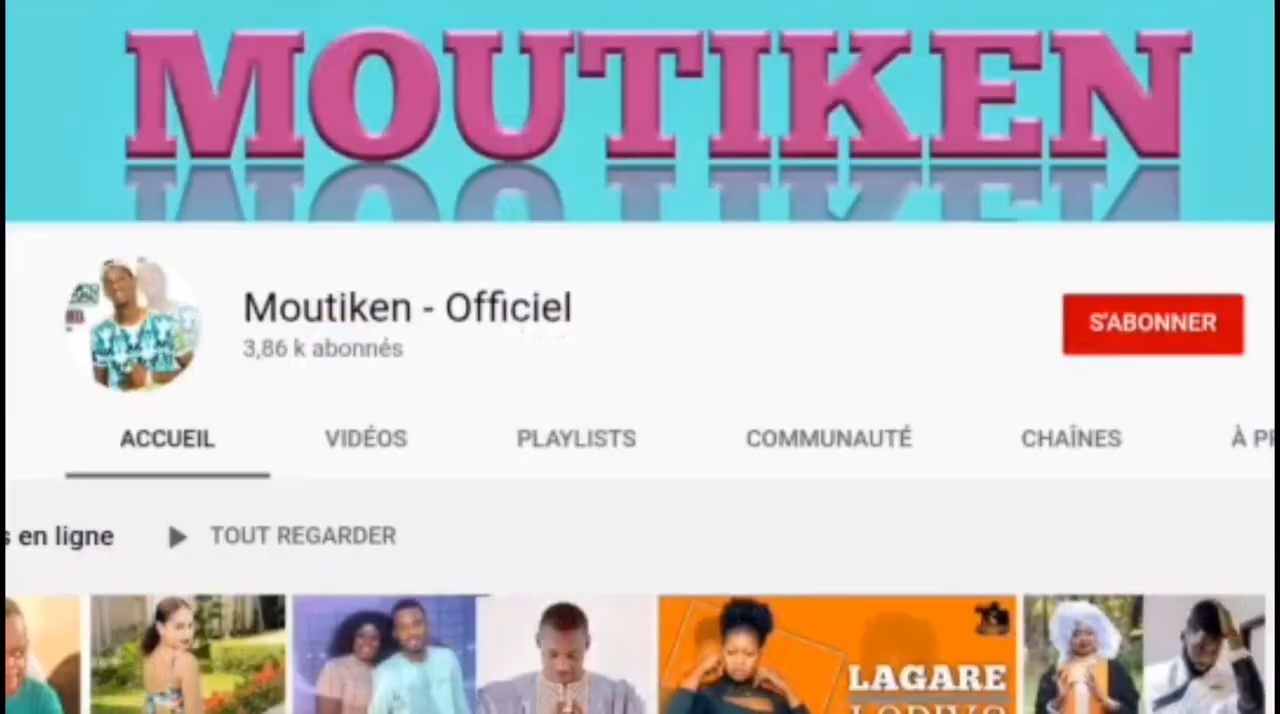 MOUTIKEN
Moutiken - Officiel
3,86 k abonnés
S'ABONNER
ACCUEIL
VIDÉOS
PLAYLISTS
COMMUNAUTÉ
CHAÎNES
À P
s en ligne
TOUT REGARDER
LAGARE